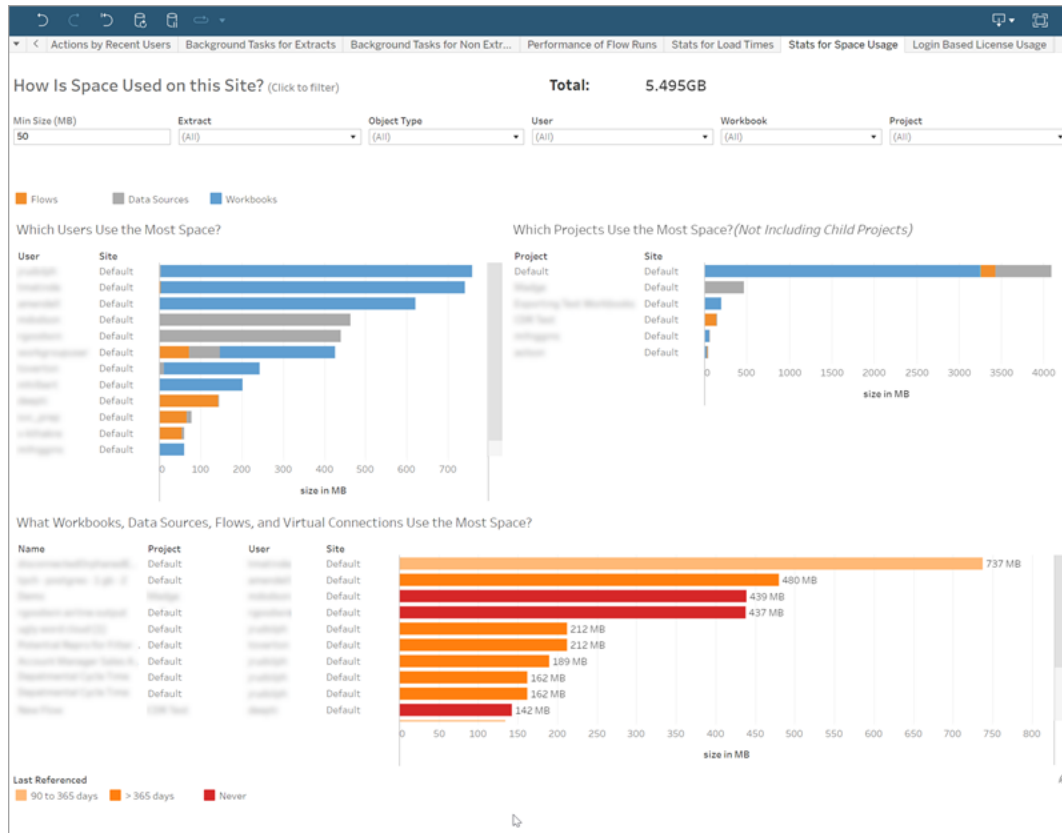 Actions by Recent Users Background Tasks for Extracts Background Tasks for Non Extr... Performance of Flow Runs Stats for Load Times Stats for Space Usage Login Based License Usage
How Is Space Used on this Site? (Click to filter) Total: 5.495GB
Min Size (MB) Extract Object Type User Workbook Project
50 (All) (All) (All) (All) (All)
Flows Data Sources Workbooks
Which Users Use the Most Space?
User Site
Default
Default
Default
Default
Default
Default
Default
Default
Default
Default
Default
Default
0 100 200 300 400 500 600 700
size in MB
Which Projects Use the Most Space?(Not Including Child Projects)
Project Site
Default Default
Default
Default
Default
Default
Default
0 500 1000 1500 2000 2500 3000 3500 4000
size in MB
What Workbooks, Data Sources, Flows, and Virtual Connections Use the Most Space?
Name Project User Site
Default Default 737 MB
Default Default 480 MB
Default 439 MB
Default Default 437 MB
Default Default 212 MB
Default Default 212 MB
Default Default 189 MB
Default Default 162 MB
Default Default 162 MB
Default 142 MB
0 50 100 150 200 250 300 350 400 450 500 550 600 650 700 750 800
size in MB
Last Referenced
90 to 365 days > 365 days Never